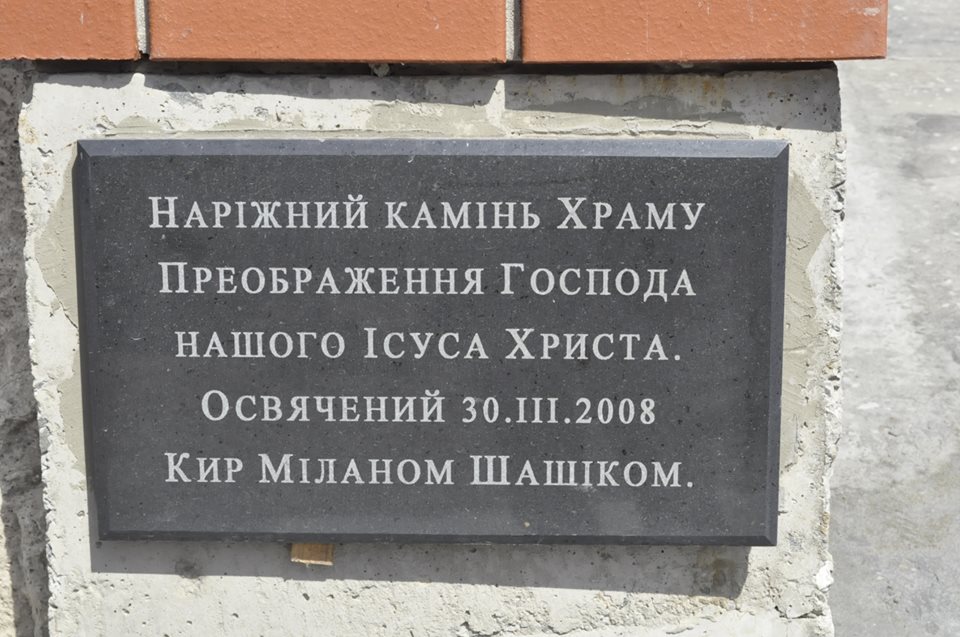 Наріжний камінь Храму
Преображення Господа
нашого Ісуса Христа.
Освячений 30.III.2008
Кир Міланом Шашіком.